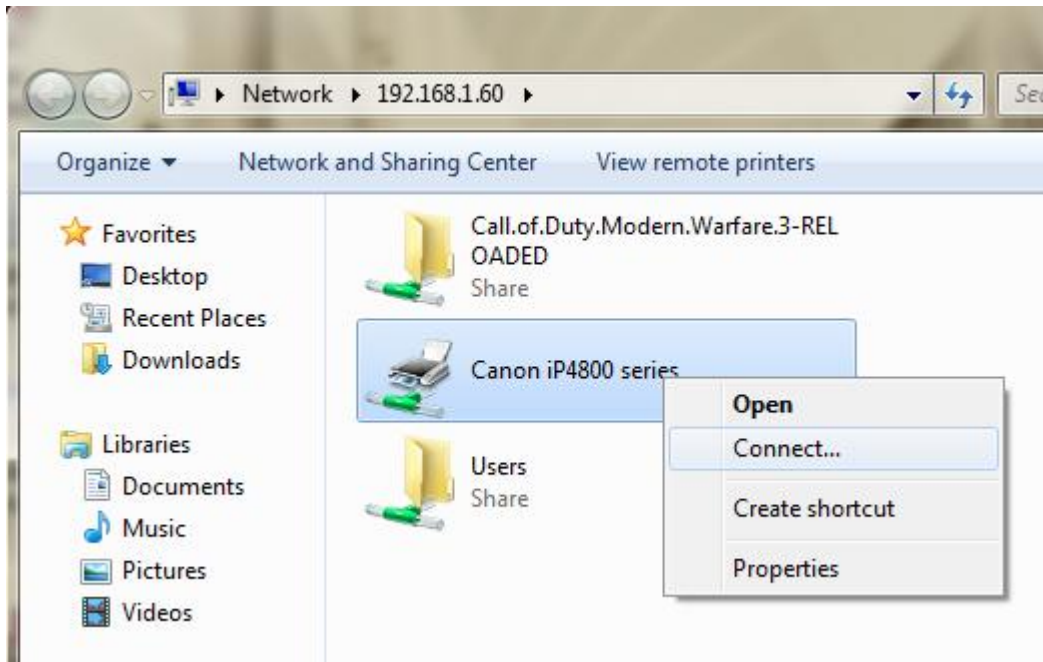 Network 192.168.1.60
Organize Network and Sharing Center View remote printers
Favorites
Desktop
Recent Places
Downloads
Libraries
Documents
Music
Pictures
Videos
Call.of.Duty.Modern.Warfare.3-REL
OADED
Share
Canon iP4800 series
Users
Share
Open
Connect...
Create shortcut
Properties